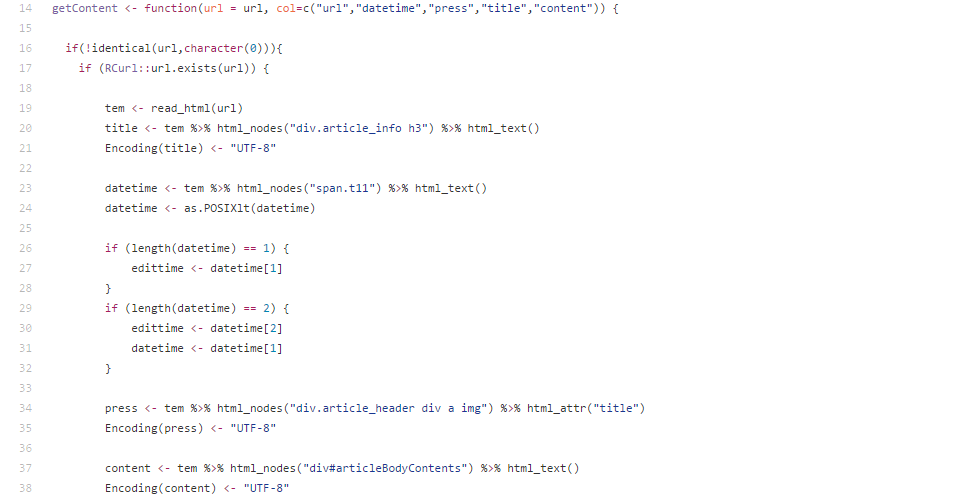 14 getContent <- function(url = url, col=c("url","datetime","press","title","content")) {
15
16 if(!identical(url,character(0))){
17 if (RCurl::url.exists(url)) {
18
19 tem <- read_html(url)
20 title <- tem %>% html_nodes("div.article_info h3") %>% html_text()
21 Encoding(title) <- "UTF-8"
22
23 datetime <- tem %>% html_nodes("span.t11") %>% html_text()
24 datetime <- as.POSIXlt(datetime)
25
26 if (length(datetime) == 1) {
27 edittime <- datetime[1]
28 }
29 if (length(datetime) == 2) {
30 edittime <- datetime[2]
31 datetime <- datetime[1]
32 }
33
34 press <- tem %>% html_nodes("div.article_header div a img") %>% html_attr("title")
35 Encoding(press) <- "UTF-8"
36
37 content <- tem %>% html_nodes("div#articleBodyContents") %>% html_text()
38 Encoding(content) <- "UTF-8"